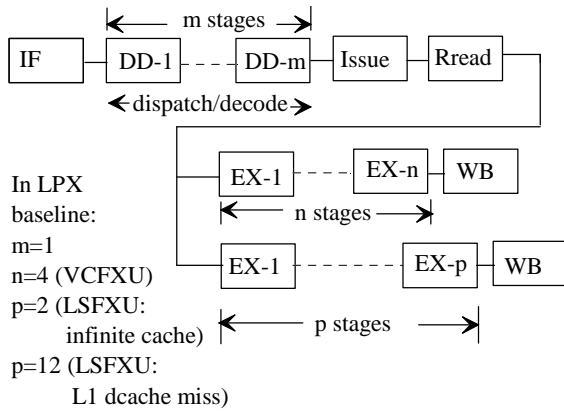 m stages
IF
DD-1
DD-m
Issue
Rread
dispatch/decode
EX-1
EX-n
WB
n stages
EX-1
EX-p
WB
p stages
In LPX
baseline:
m=1
n=4 (VCFXU)
p=2 (LSFXU:
infinite cache)
p=12 (LSFXU:
L1 dcache miss)